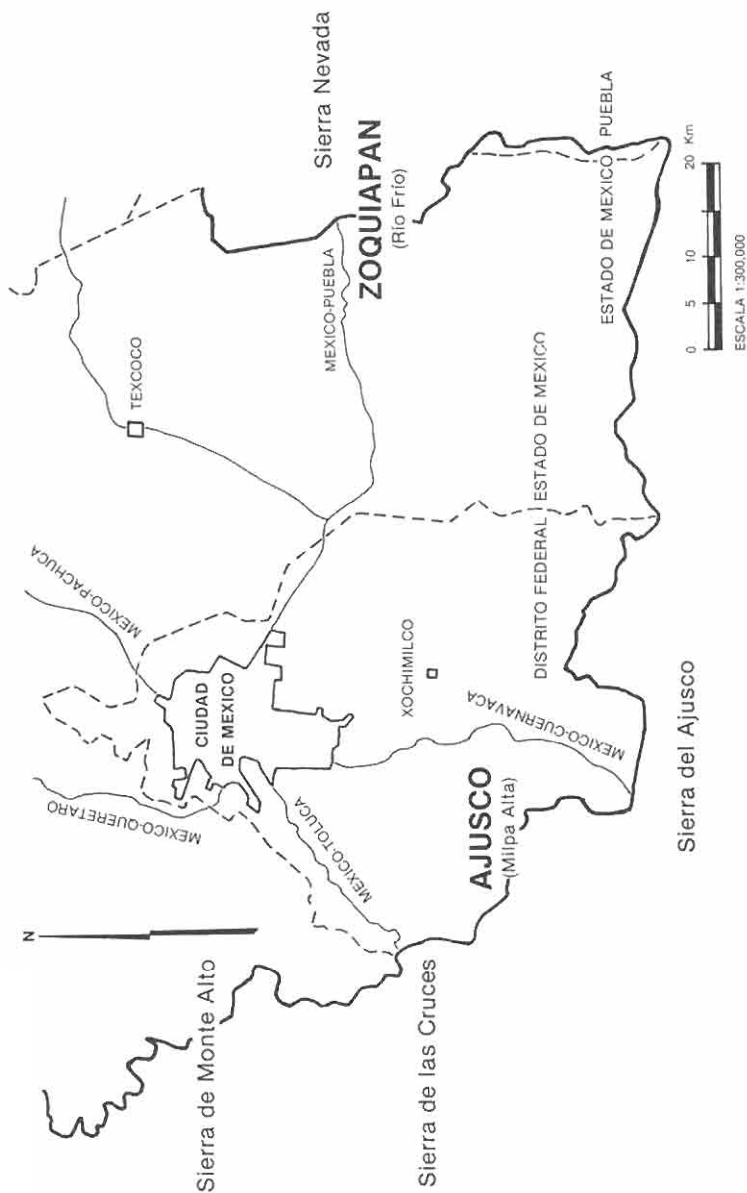 N
Sierra de Monte Alto
Sierra de las Cruces
MEXICO-QUERETARO
MEXICO-PACHUCA
CIUDAD
DE MEXICO
MEXICO-TOLUCA
TEXCOCO
Sierra Nevada
MEXICO-PUEBLA
ZOQUIAPAN
(Río Frío)
XOCHIMILCO
MEXICO-CUERNAVACA
AJUSCO
(Milpa Alta)
Sierra del Ajusco
DISTRITO FEDERAL
ESTADO DE MEXICO
ESTADO DE MEXICO
PUEBLA
0 5 10 20 Km
ESCALA 1:300,000